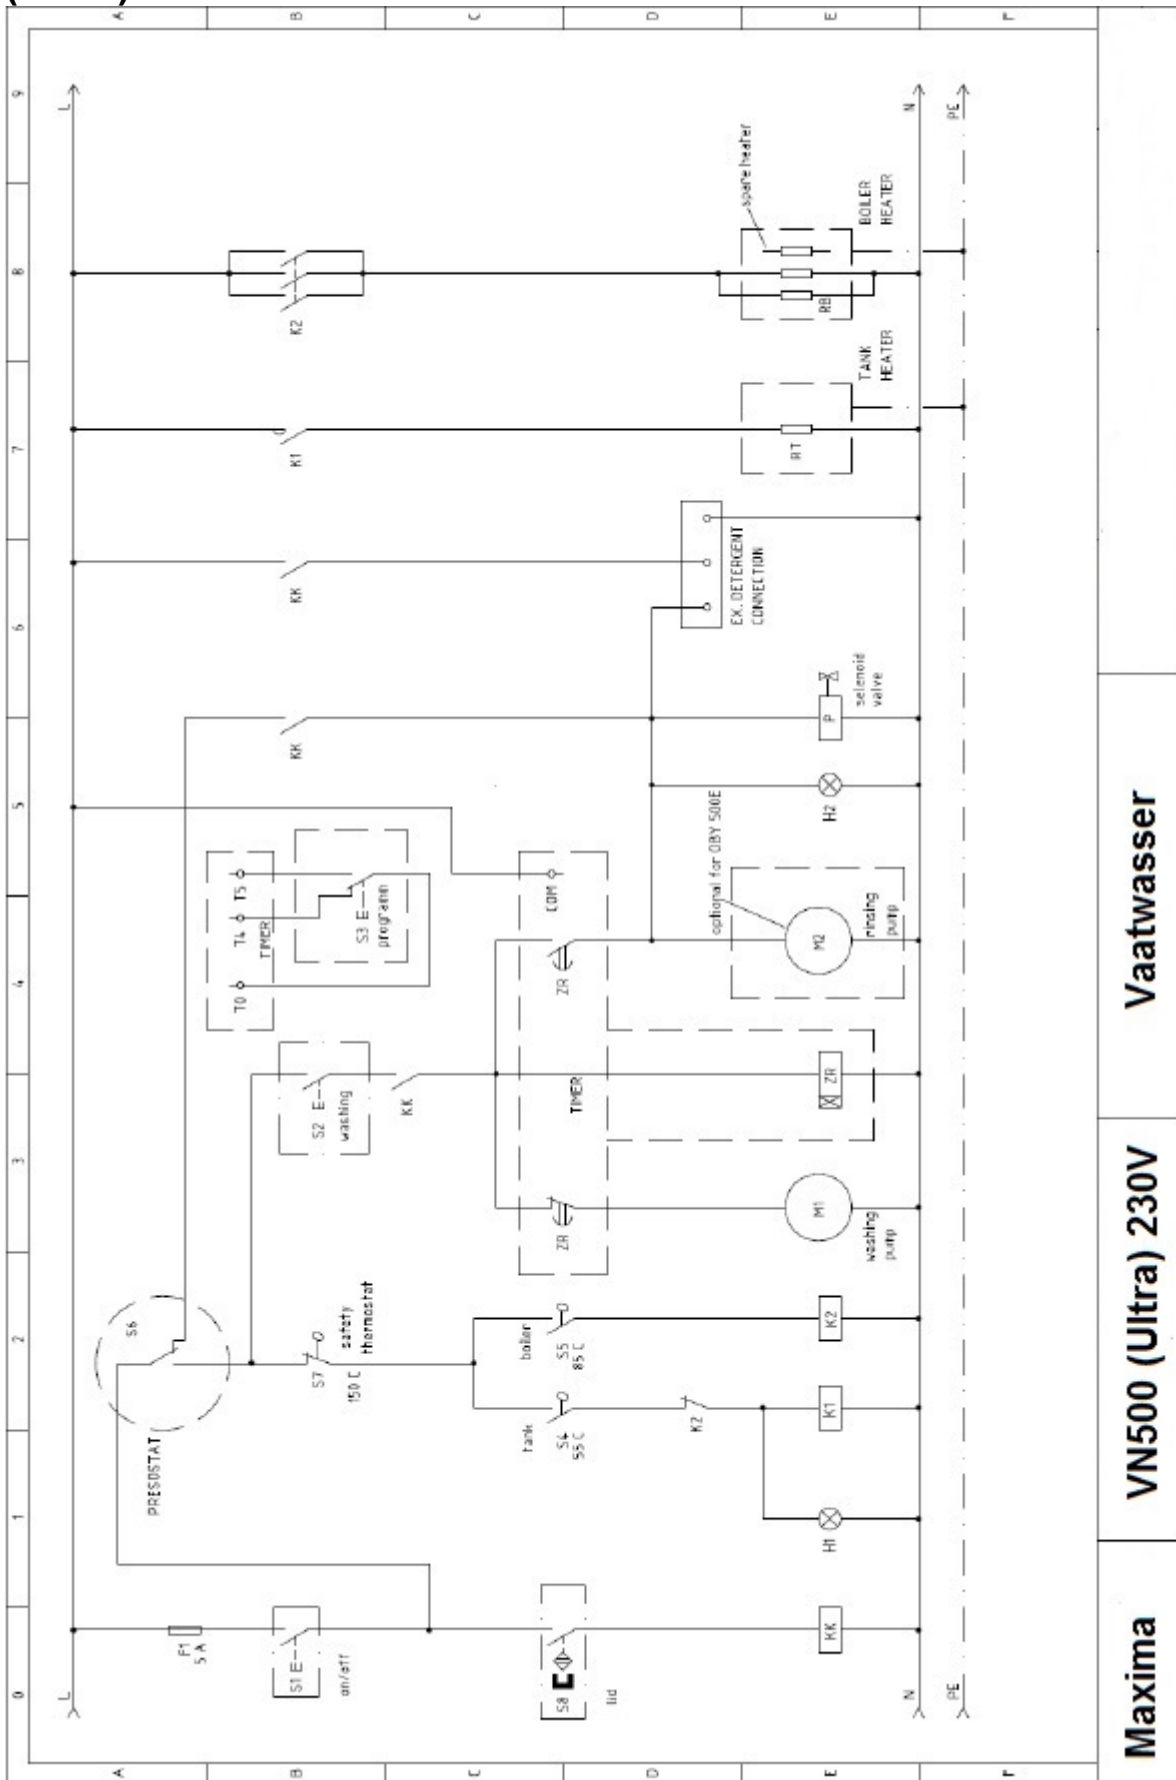 0 1 2 3 4 5 6 7 8 9
A
B
C
D
E
F
L
L
F1
5 A
S1 E
on/off
S8
lid
KK
N
PE
PRESOSTAT
S6
S7
150 C
safety
thermostat
tank
S4
55 C
boiler
S5
85 C
K2
H1
K1
K2
S2 E
washing
KK
ZR
TIMER
ZR
COM
M1
washing
pump
ZR
T0
T4
T5
TIMER
S3 E
programm
optional for OBY 500E
M2
rinsing
pump
H2
KK
P
selenoid
valve
KK
EX. DETERGENT
CONNECTION
K1
RT
TANK
HEATER
K2
RB
spare heater
BOILER
HEATER
N
PE
A
B
C
D
E
F
Maxima
VN500 (Ultra) 230V
Vaatwasser